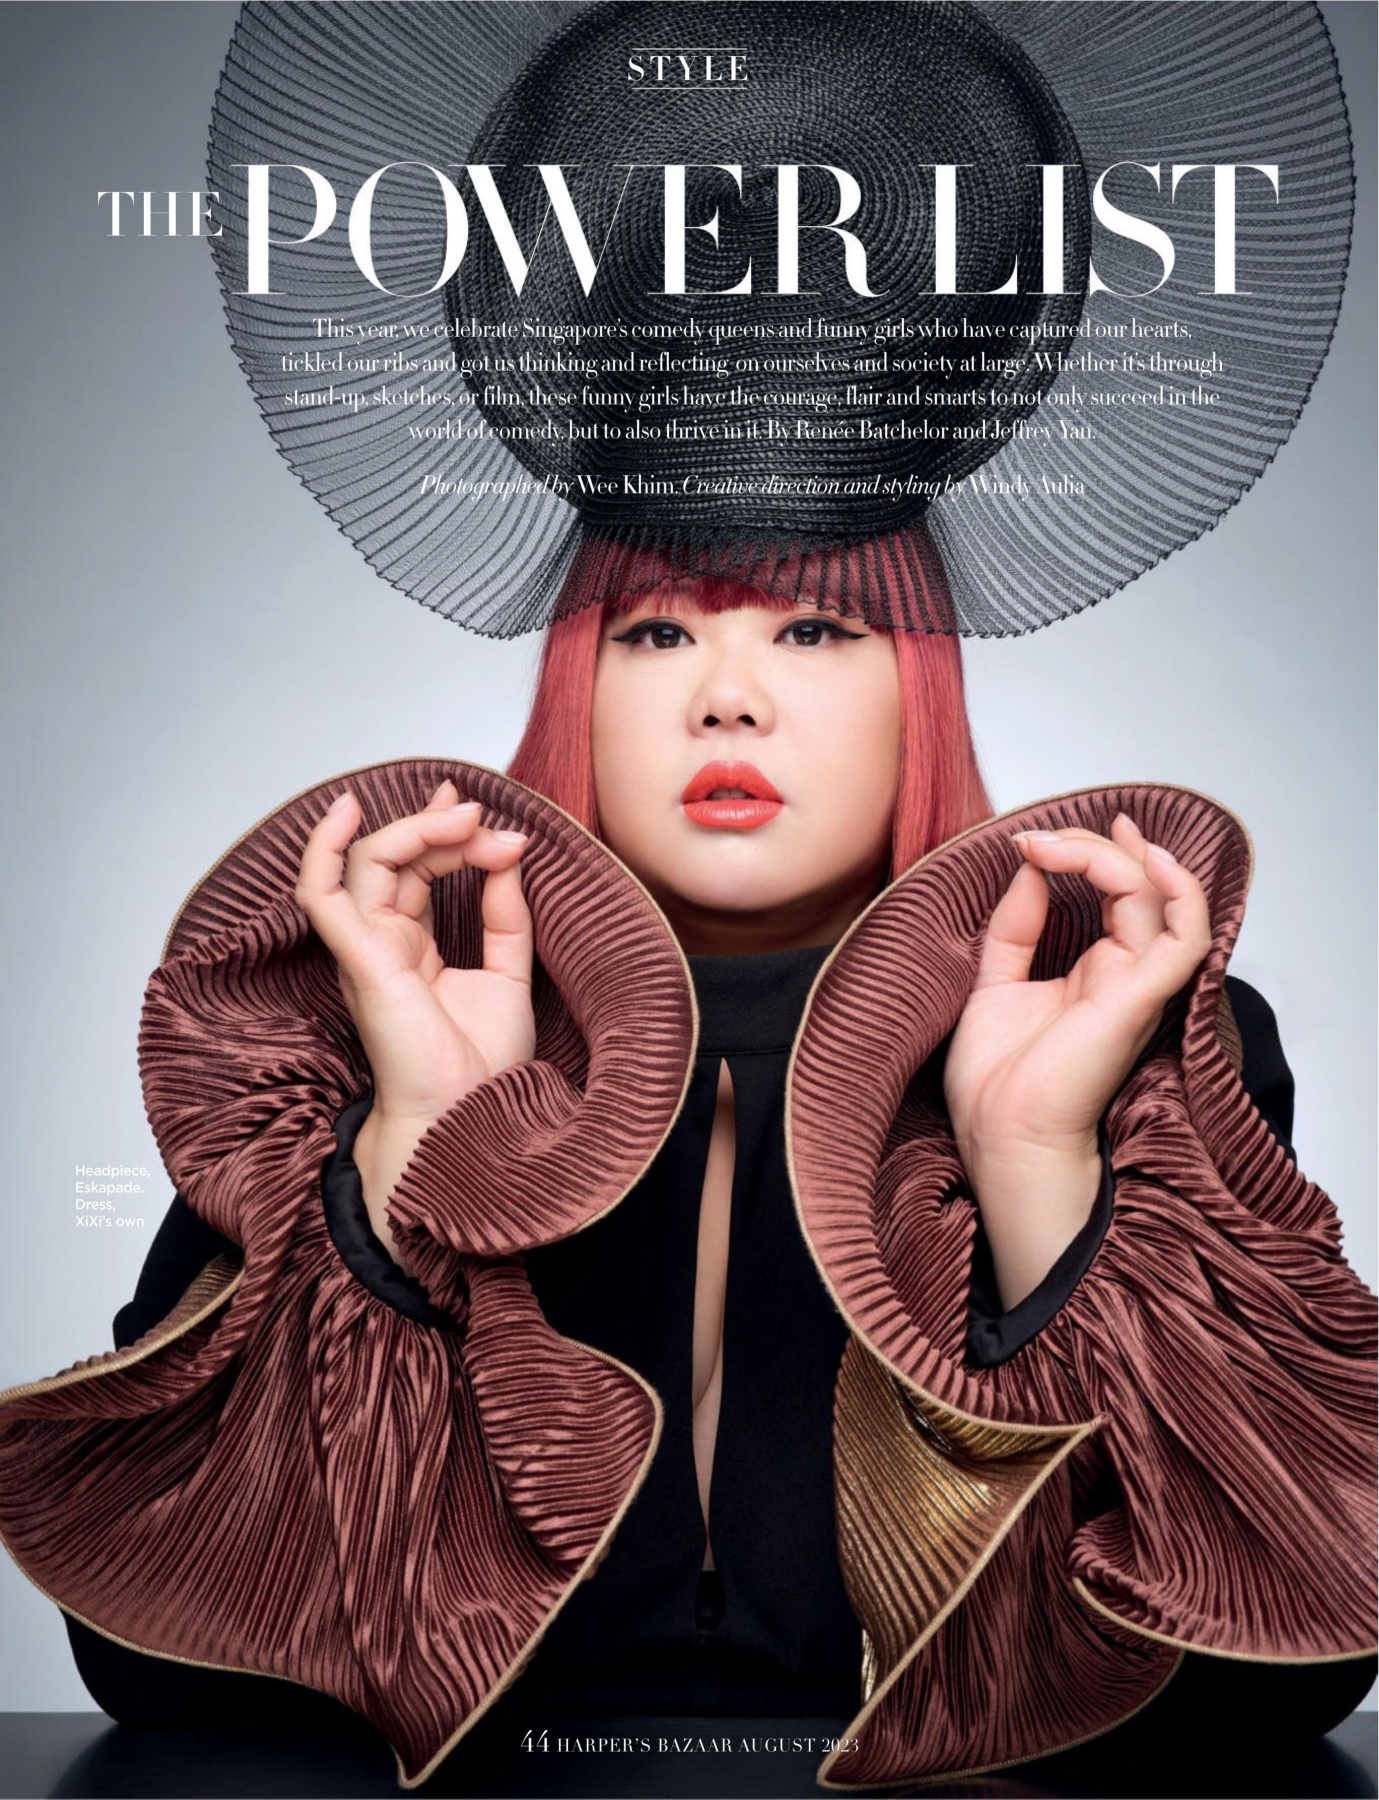 STYLE
THE POWER LIST
This year, we celebrate Singapore's comedy queens and funny girls who have captured our hearts,
tickled our ribs and got us thinking and reflecting on ourselves and society at large. Whether it's through
stand-up, sketches, or film, these funny girls have the courage, flair and smarts to not only succeed in the
world of comedy, but to also thrive in it. By Renée Batchelor and Jeffrey Yan.
Photographed by Wee Khim. Creative direction and styling by Windy Aulia
Headpiece,
Eskapade.
Dress,
XiXi's own
44 HARPER'S BAZAAR AUGUST 2023